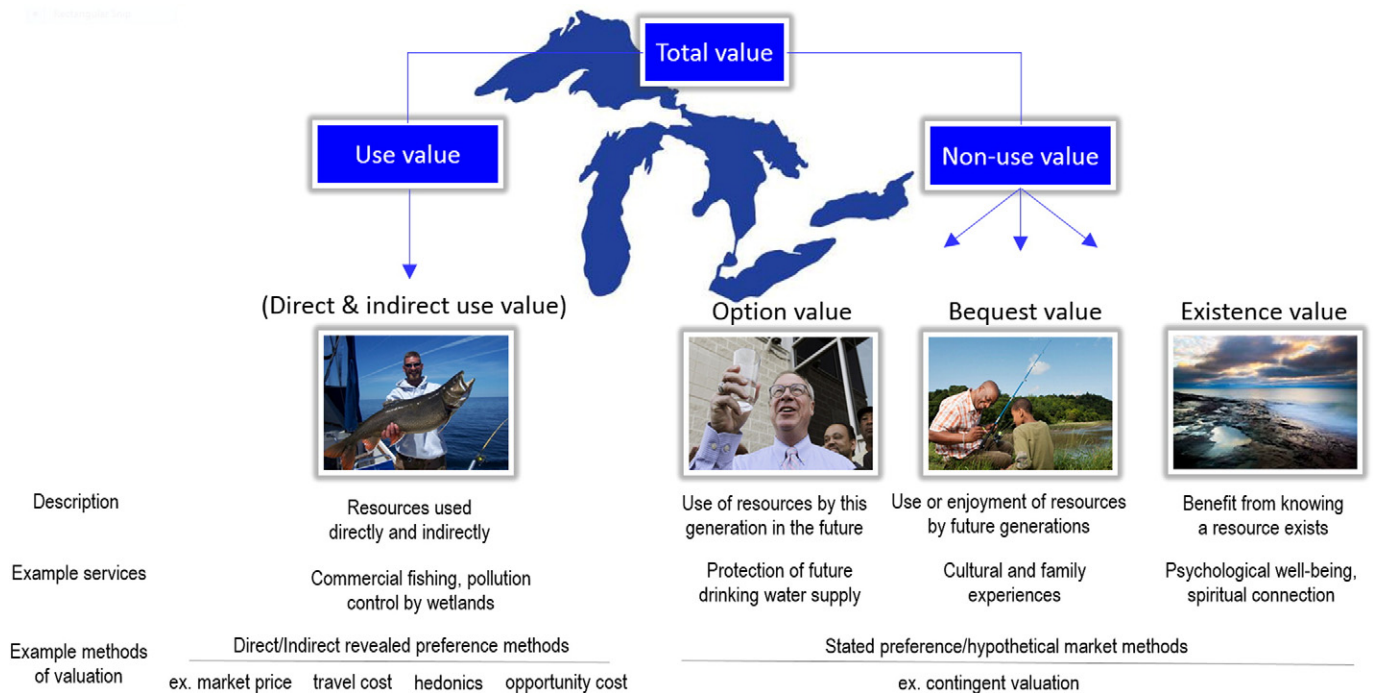 Total value
Use value
Non-use value
(Direct & indirect use value)
Option value
Bequest value
Existence value
Description
Resources used
directly and indirectly
Use of resources by this
generation in the future
Use or enjoyment of resources
by future generations
Benefit from knowing
a resource exists
Example services
Commercial fishing, pollution
control by wetlands
Protection of future
drinking water supply
Cultural and family
experiences
Psychological well-being,
spiritual connection
Example methods
of valuation
Direct/Indirect revealed preference methods
ex. market price travel cost hedonics opportunity cost
Stated preference/hypothetical market methods
ex. contingent valuation